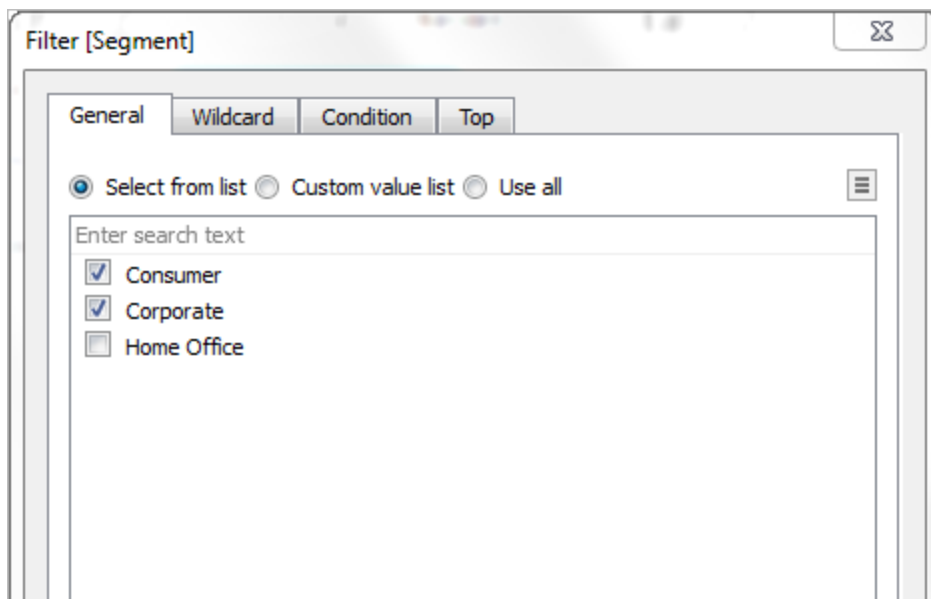 Filter [Segment]
General Wildcard Condition Top
Select from list Custom value list Use all
Enter search text
Consumer
Corporate
Home Office